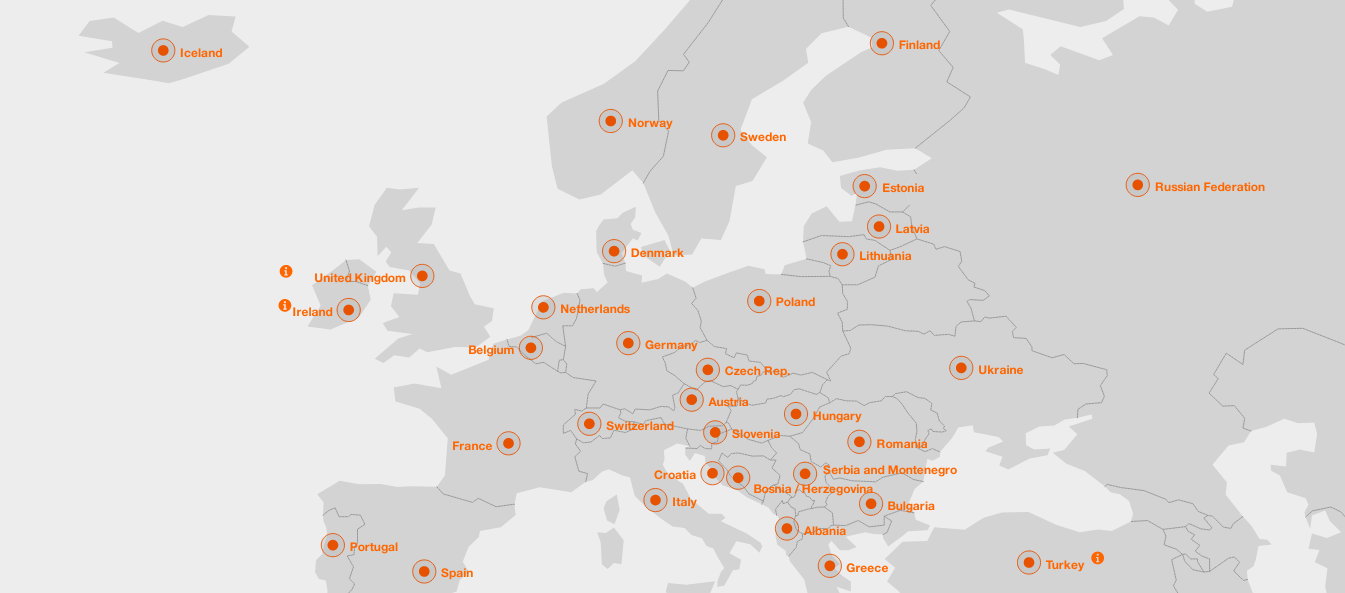 Iceland
Finland
Norway
Sweden
Estonia
Russian Federation
Latvia
Denmark
Lithuania
United Kingdom
Ireland
Netherlands
Poland
Belgium
Germany
Czech Rep.
Ukraine
Austria
Hungary
Switzerland
Slovenia
France
Romania
Croatia
Serbia and Montenegro
Bosnia / Herzegovina
Italy
Bulgaria
Albania
Portugal
Spain
Greece
Turkey